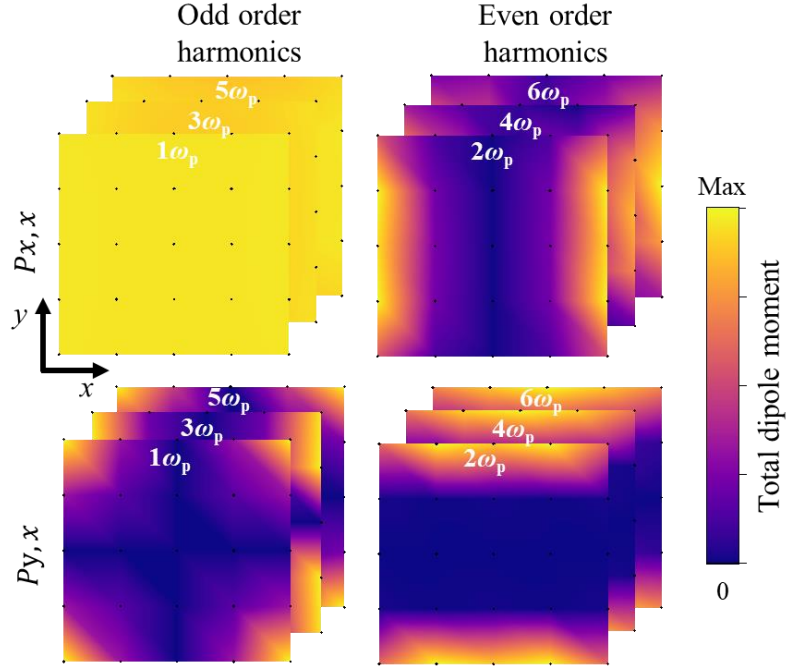 Odd order
harmonics
Even order
harmonics
5ωp
3ωp
1ωp
6ωp
4ωp
2ωp
Px, x
y
x
Max
Total dipole moment
0
5ωp
3ωp
1ωp
6ωp
4ωp
2ωp
Py, x